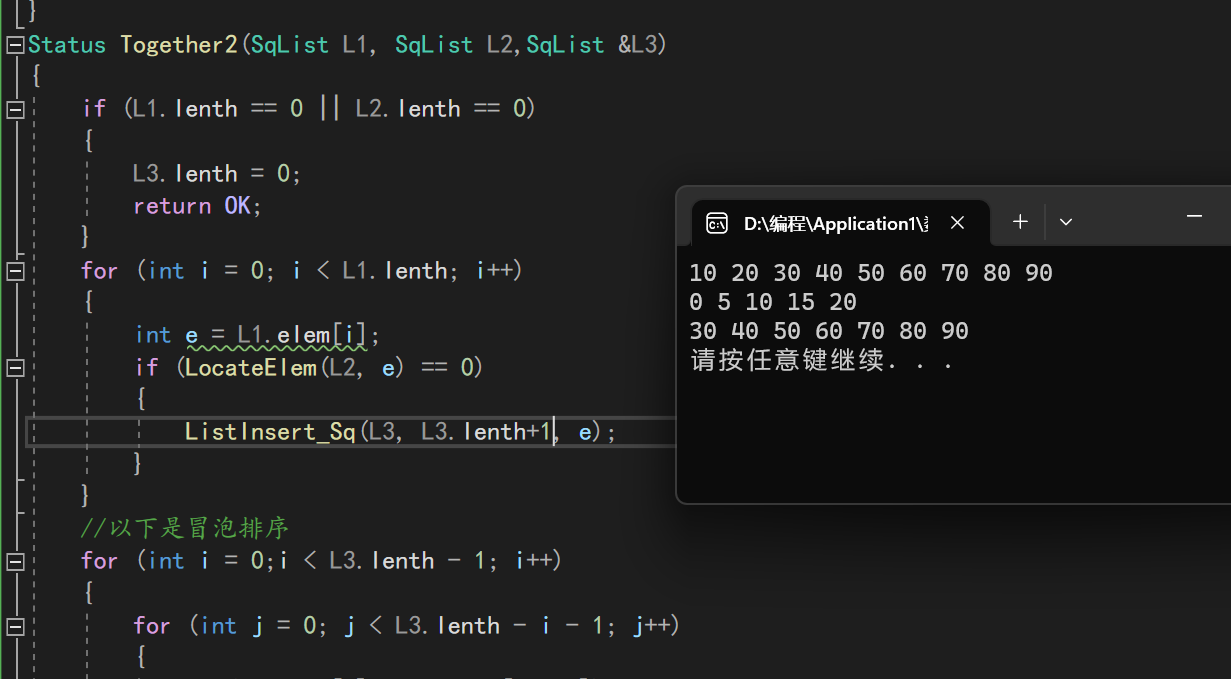 }
Status Together2(SqList L1, SqList L2,SqList &L3)
{
if (L1.lenth == 0 || L2.lenth == 0)
{
L3.lenth = 0;
return OK;
}
for (int i = 0; i < L1.lenth; i++)
{
int e = L1.elem[i];
if (LocateElem(L2, e) == 0)
{
ListInsert_Sq(L3, L3.lenth+1, e);
}
}
//以下是冒泡排序
for (int i = 0;i < L3.lenth - 1; i++)
{
for (int j = 0; j < L3.lenth - i - 1; j++)
{
D:\编程\Application1\
10 20 30 40 50 60 70 80 90
0 5 10 15 20
30 40 50 60 70 80 90
请按任意键继续. . .